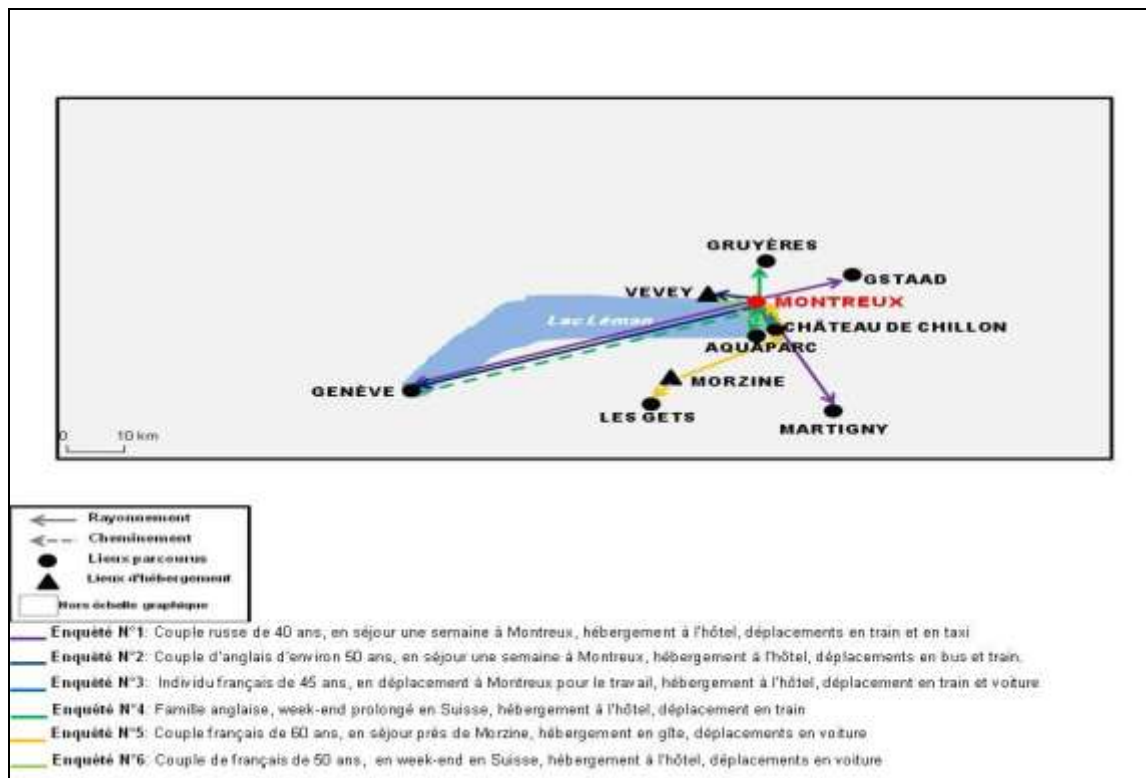 GRUYÈRES
GSTAAD
VEVEY
MONTREUX
Lac Léman
CHÂTEAU DE CHILLON
AQUAPARC
GENÈVE
MORZINE
LES GETS
MARTIGNY
0 10 km
Rayonnement
Cheminement
Lieux parcourus
Lieux d'hébergement
Hors échelle graphique
Enquêté N°1: Couple russe de 40 ans, en séjour une semaine à Montreux, hébergement à l'hôtel, déplacements en train et en taxi
Enquêté N°2: Couple d'anglais d'environ 50 ans, en séjour une semaine à Montreux, hébergement à l'hôtel, déplacements en bus et train.
Enquêté N°3: Individu français de 45 ans, en déplacement à Montreux pour le travail, hébergement à l'hôtel, déplacement en train et voiture
Enquêté N°4: Famille anglaise, week-end prolongé en Suisse, hébergement à l'hôtel, déplacement en train
Enquêté N°5: Couple français de 60 ans, en séjour près de Morzine, hébergement en gîte, déplacements en voiture
Enquêté N°6: Couple de français de 50 ans, en week-end en Suisse, hébergement à l'hôtel, déplacements en voiture